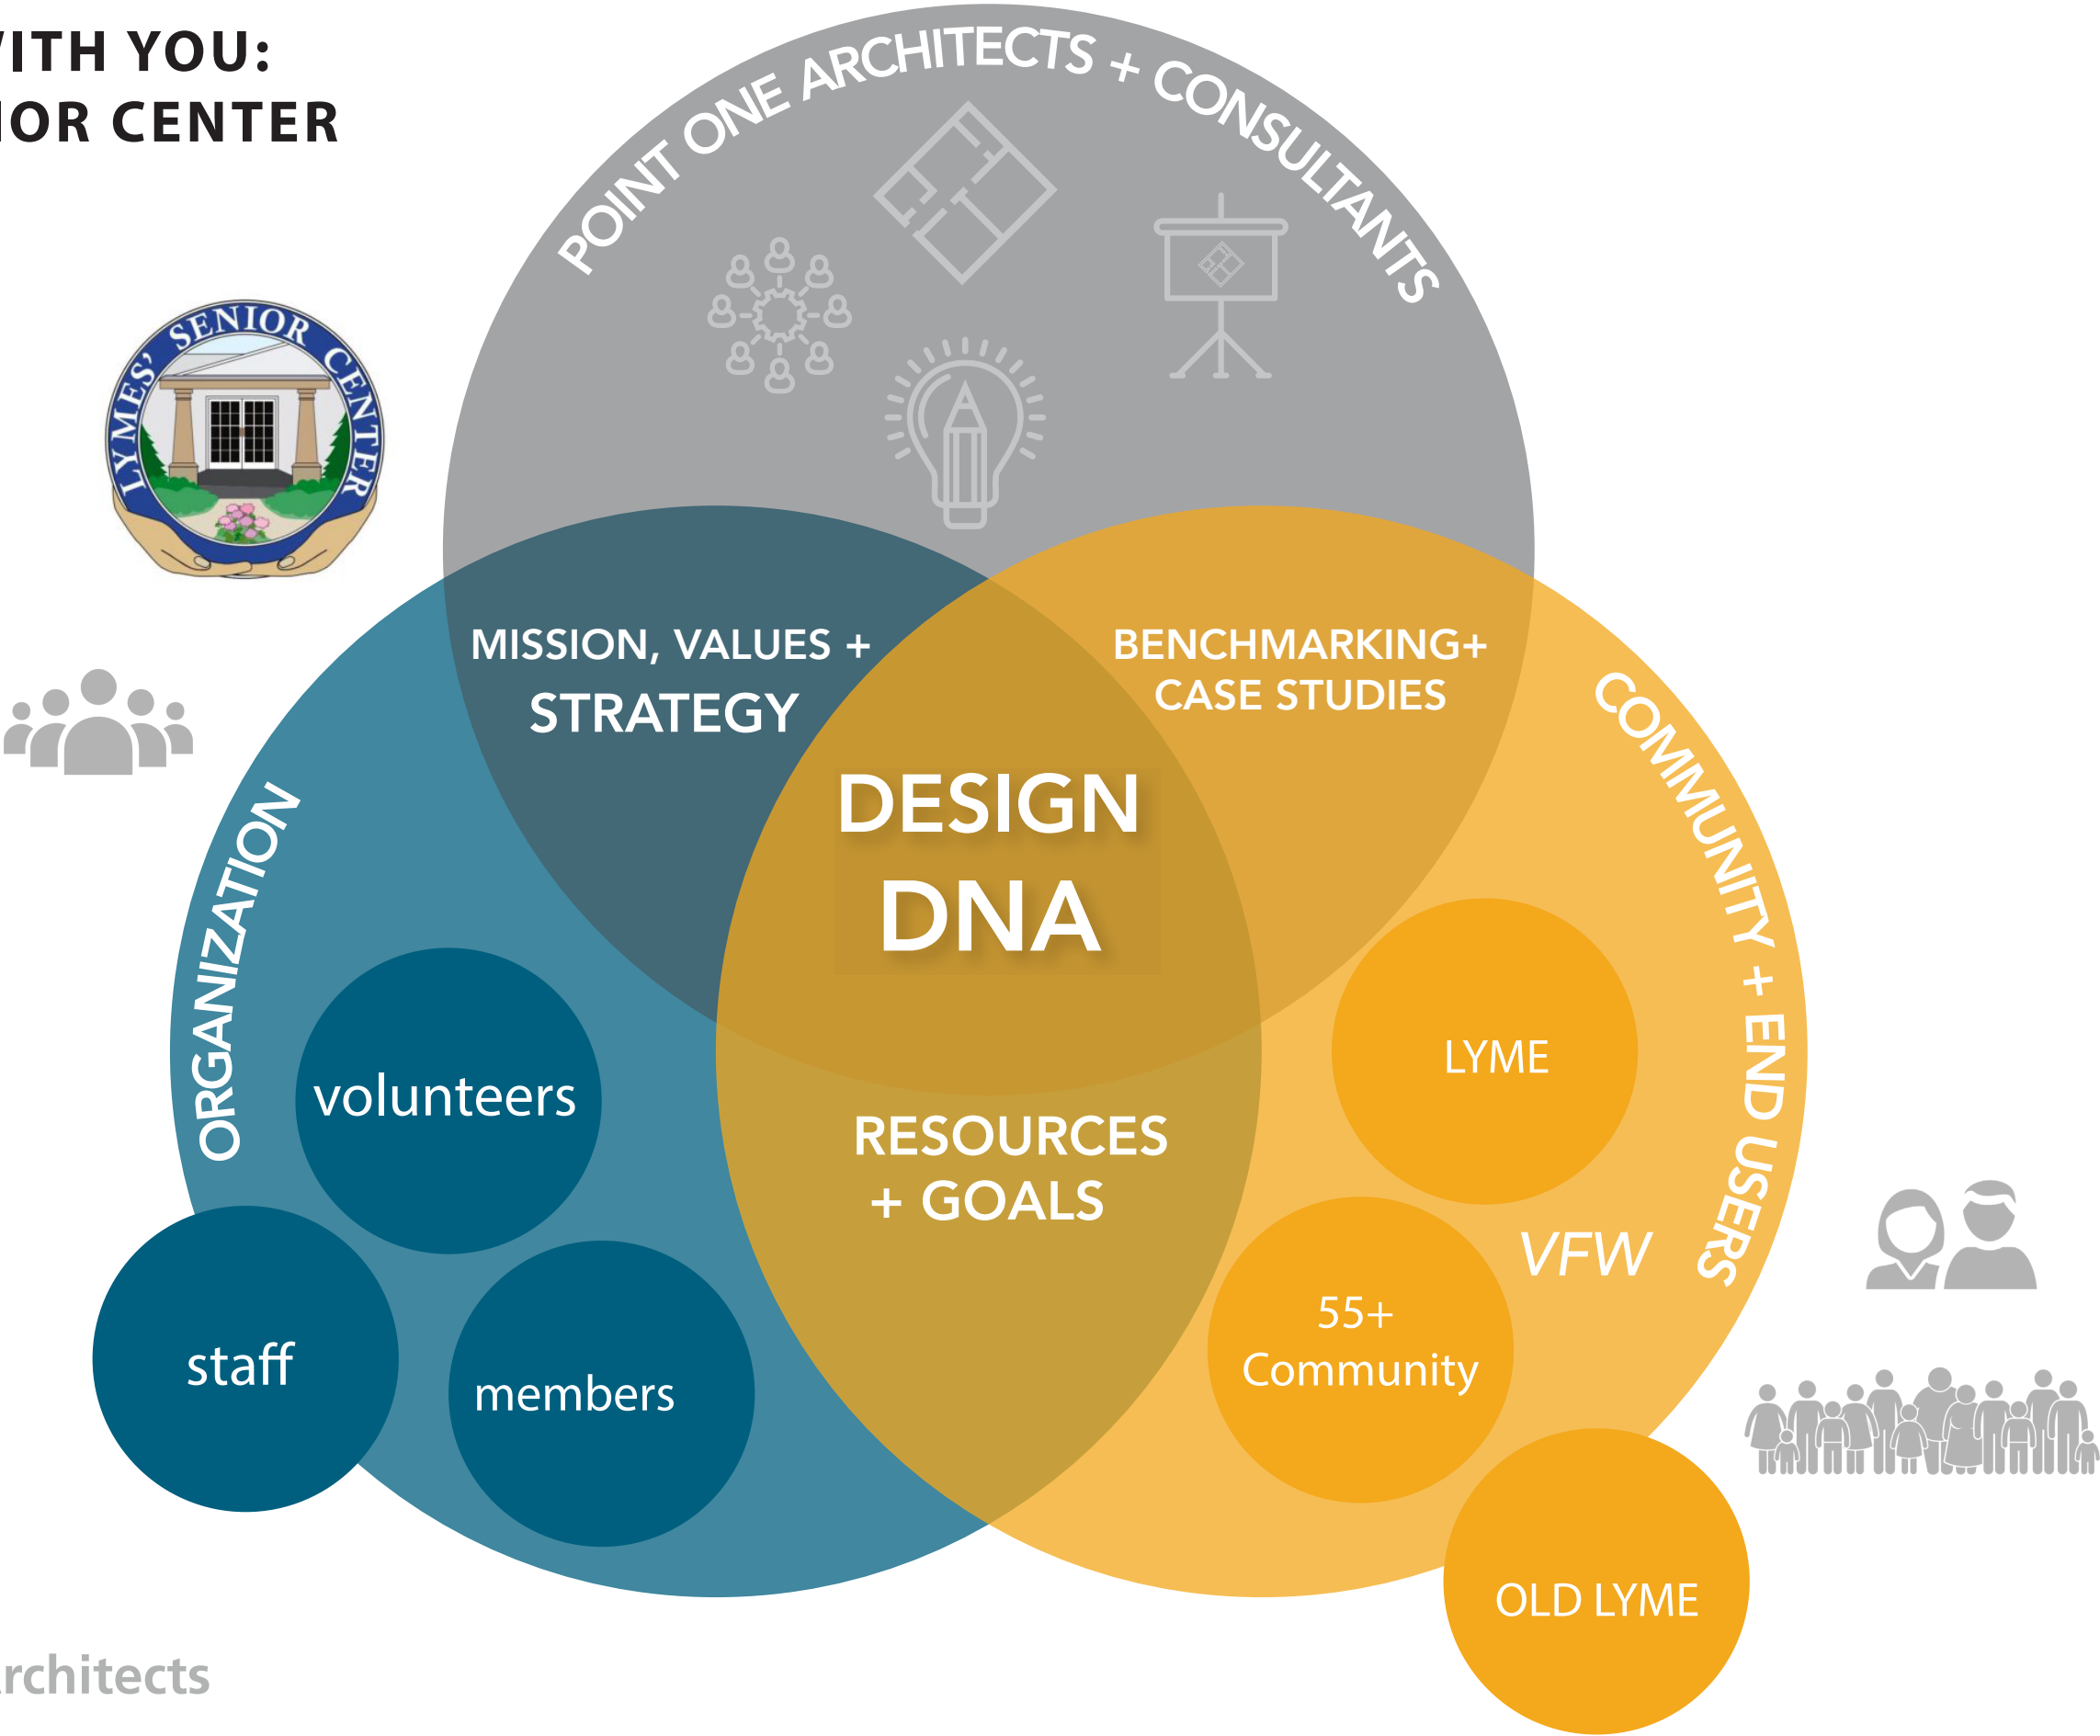 WITH YOU:
IOR CENTER
POINT ONE ARCHITECTS + CONSULTANTS
LYMES' SENIOR CENTER
MISSION, VALUES +
STRATEGY
BENCHMARKING+
CASE STUDIES
DESIGN
DNA
ORGANIZATION
COMMUNITY + END USERS
volunteers
LYME
RESOURCES
+ GOALS
VFW
staff
members
55+
Community
OLD LYME
rchitects